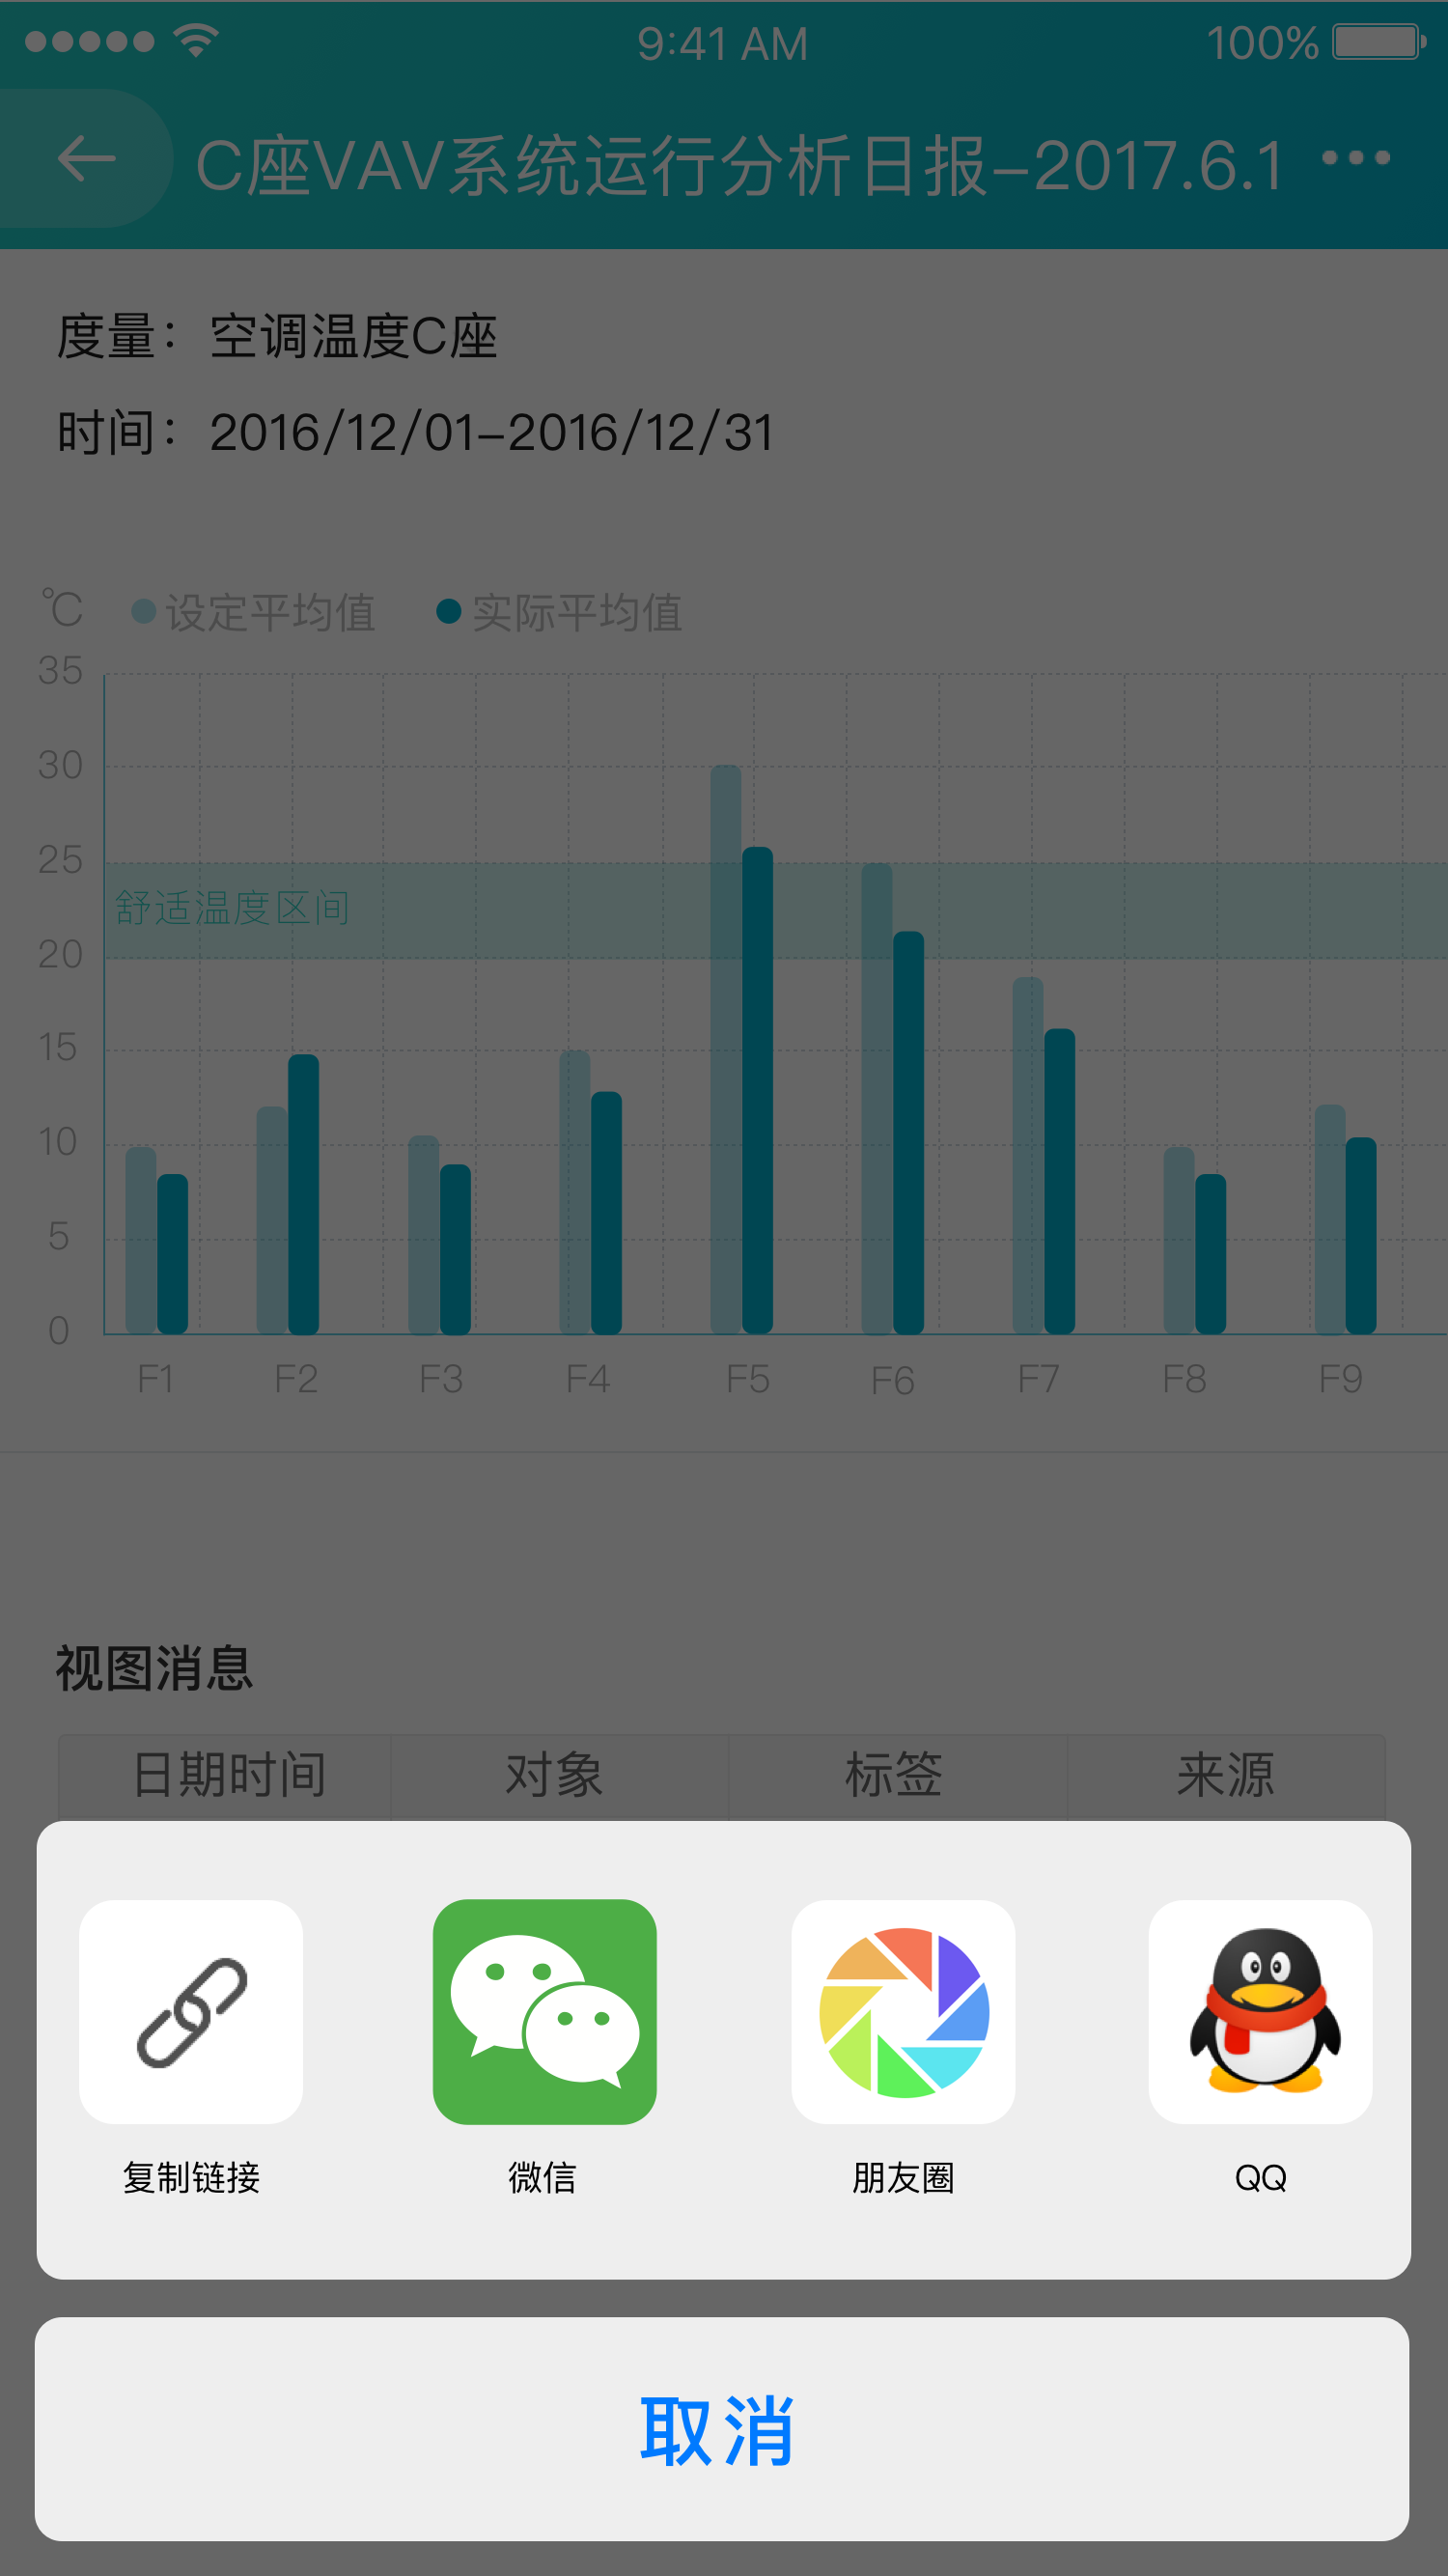 9:41 AM 100%
C座VAV系统运行分析日报-2017.6.1
度量：空调温度C座
时间：2016/12/01-2016/12/31
℃ 设定平均值 实际平均值
35
30
25
舒适温度区间
20
15
10
5
0
F1 F2 F3 F4 F5 F6 F7 F8 F9
视图消息
日期时间 对象 标签 来源
复制链接 微信 朋友圈 QQ
取消